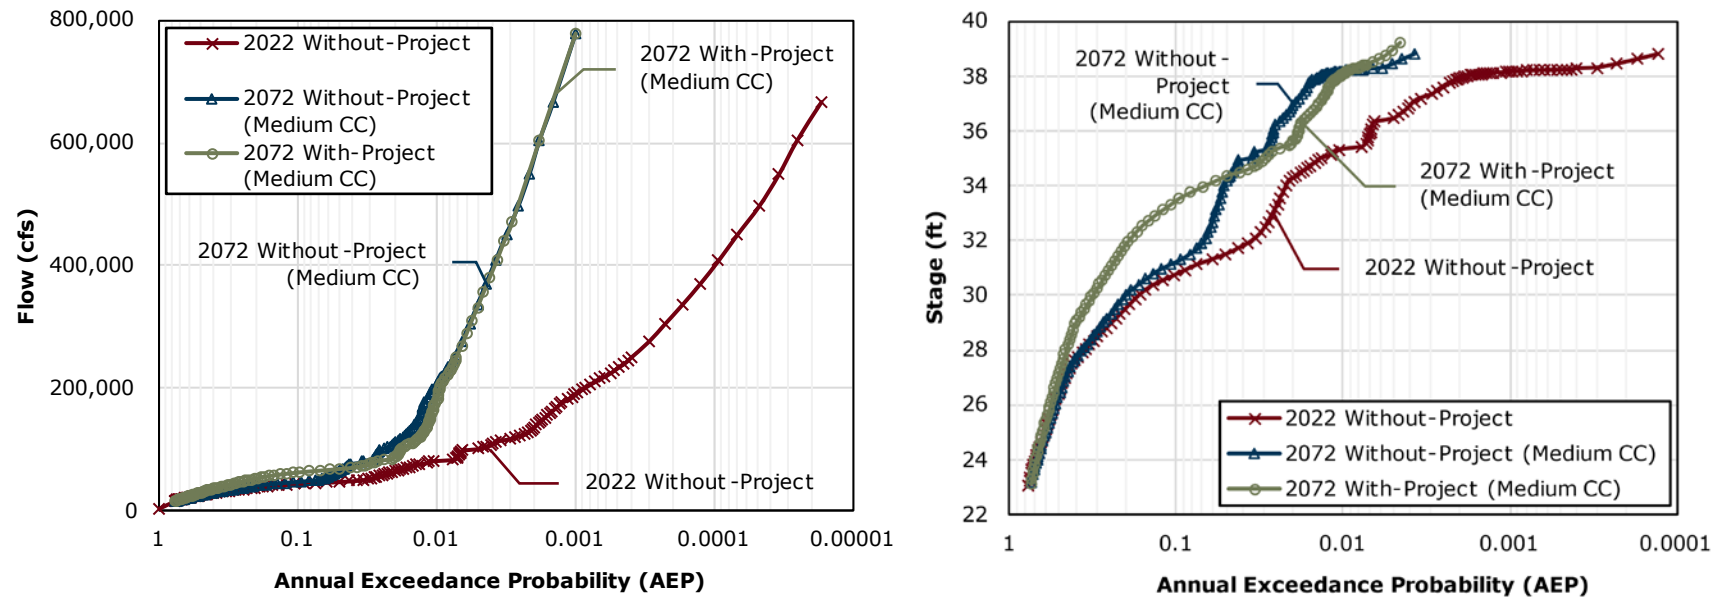 800,000
600,000
400,000
200,000
0
Flow (cfs)
2022 Without-Project
2072 Without-Project
(Medium CC)
2072 With-Project
(Medium CC)
2072 With-Project
(Medium CC)
2072 Without-Project
(Medium CC)
2022 Without-Project
1 0.1 0.01 0.001 0.0001 0.00001
Annual Exceedance Probability (AEP)
40
38
36
34
32
30
28
26
24
22
Stage (ft)
2072 Without-
Project
(Medium CC)
2072 With-Project
(Medium CC)
2022 Without-Project
2022 Without-Project
2072 Without-Project (Medium CC)
2072 With-Project (Medium CC)
1 0.1 0.01 0.001 0.0001
Annual Exceedance Probability (AEP)